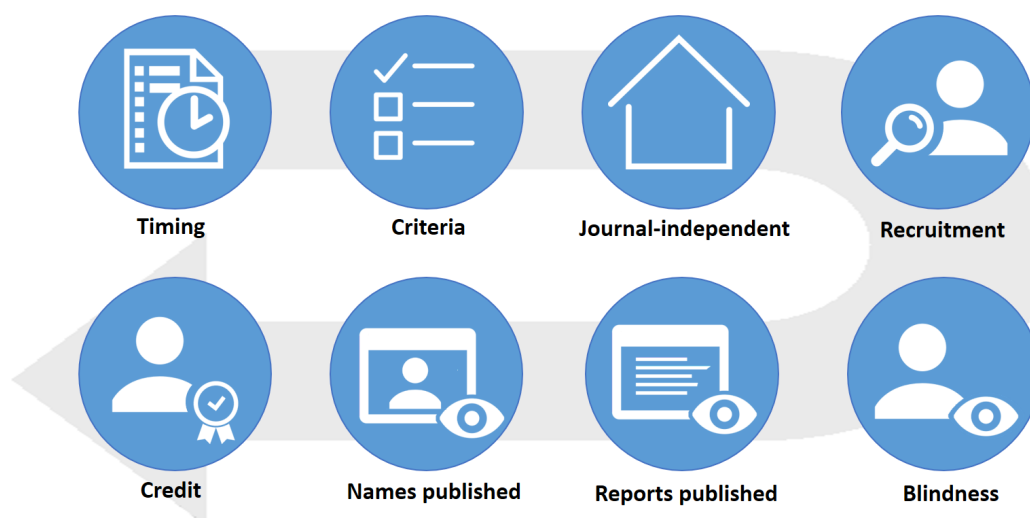 Timing
Criteria
Journal-independent
Recruitment
Credit
Names published
Reports published
Blindness